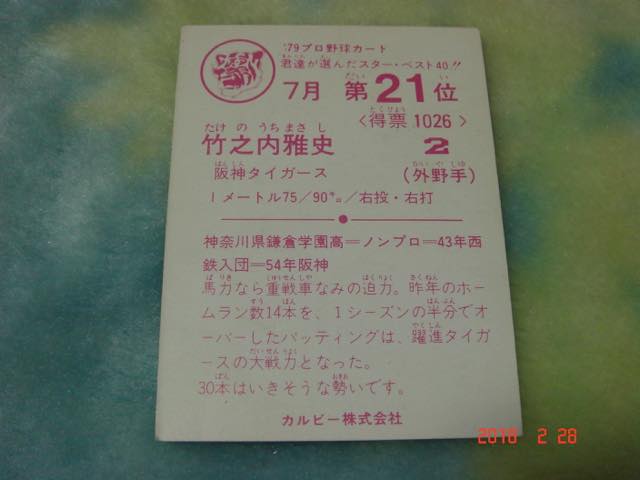 '79プロ野球カート
君達が選んだスター・ベスト40!!
7月 第21位
<得票 1026>
竹之内雅史 2
阪神タイガース (外野手)
1メートル75/90㌔/右投・右打
神奈川県鎌倉学園高=ノンプロ=43年西
鉄入団=54年阪神
馬力なら重戦車なみの迫力。昨年のホー
ムラン数14本を、1シーズンの半分でオ
ーバーしたバッティングは、躍進タイガ
ースの大戦力となった。
30本はいきそうな勢いです。
カルビー株式会社
2018 2 28